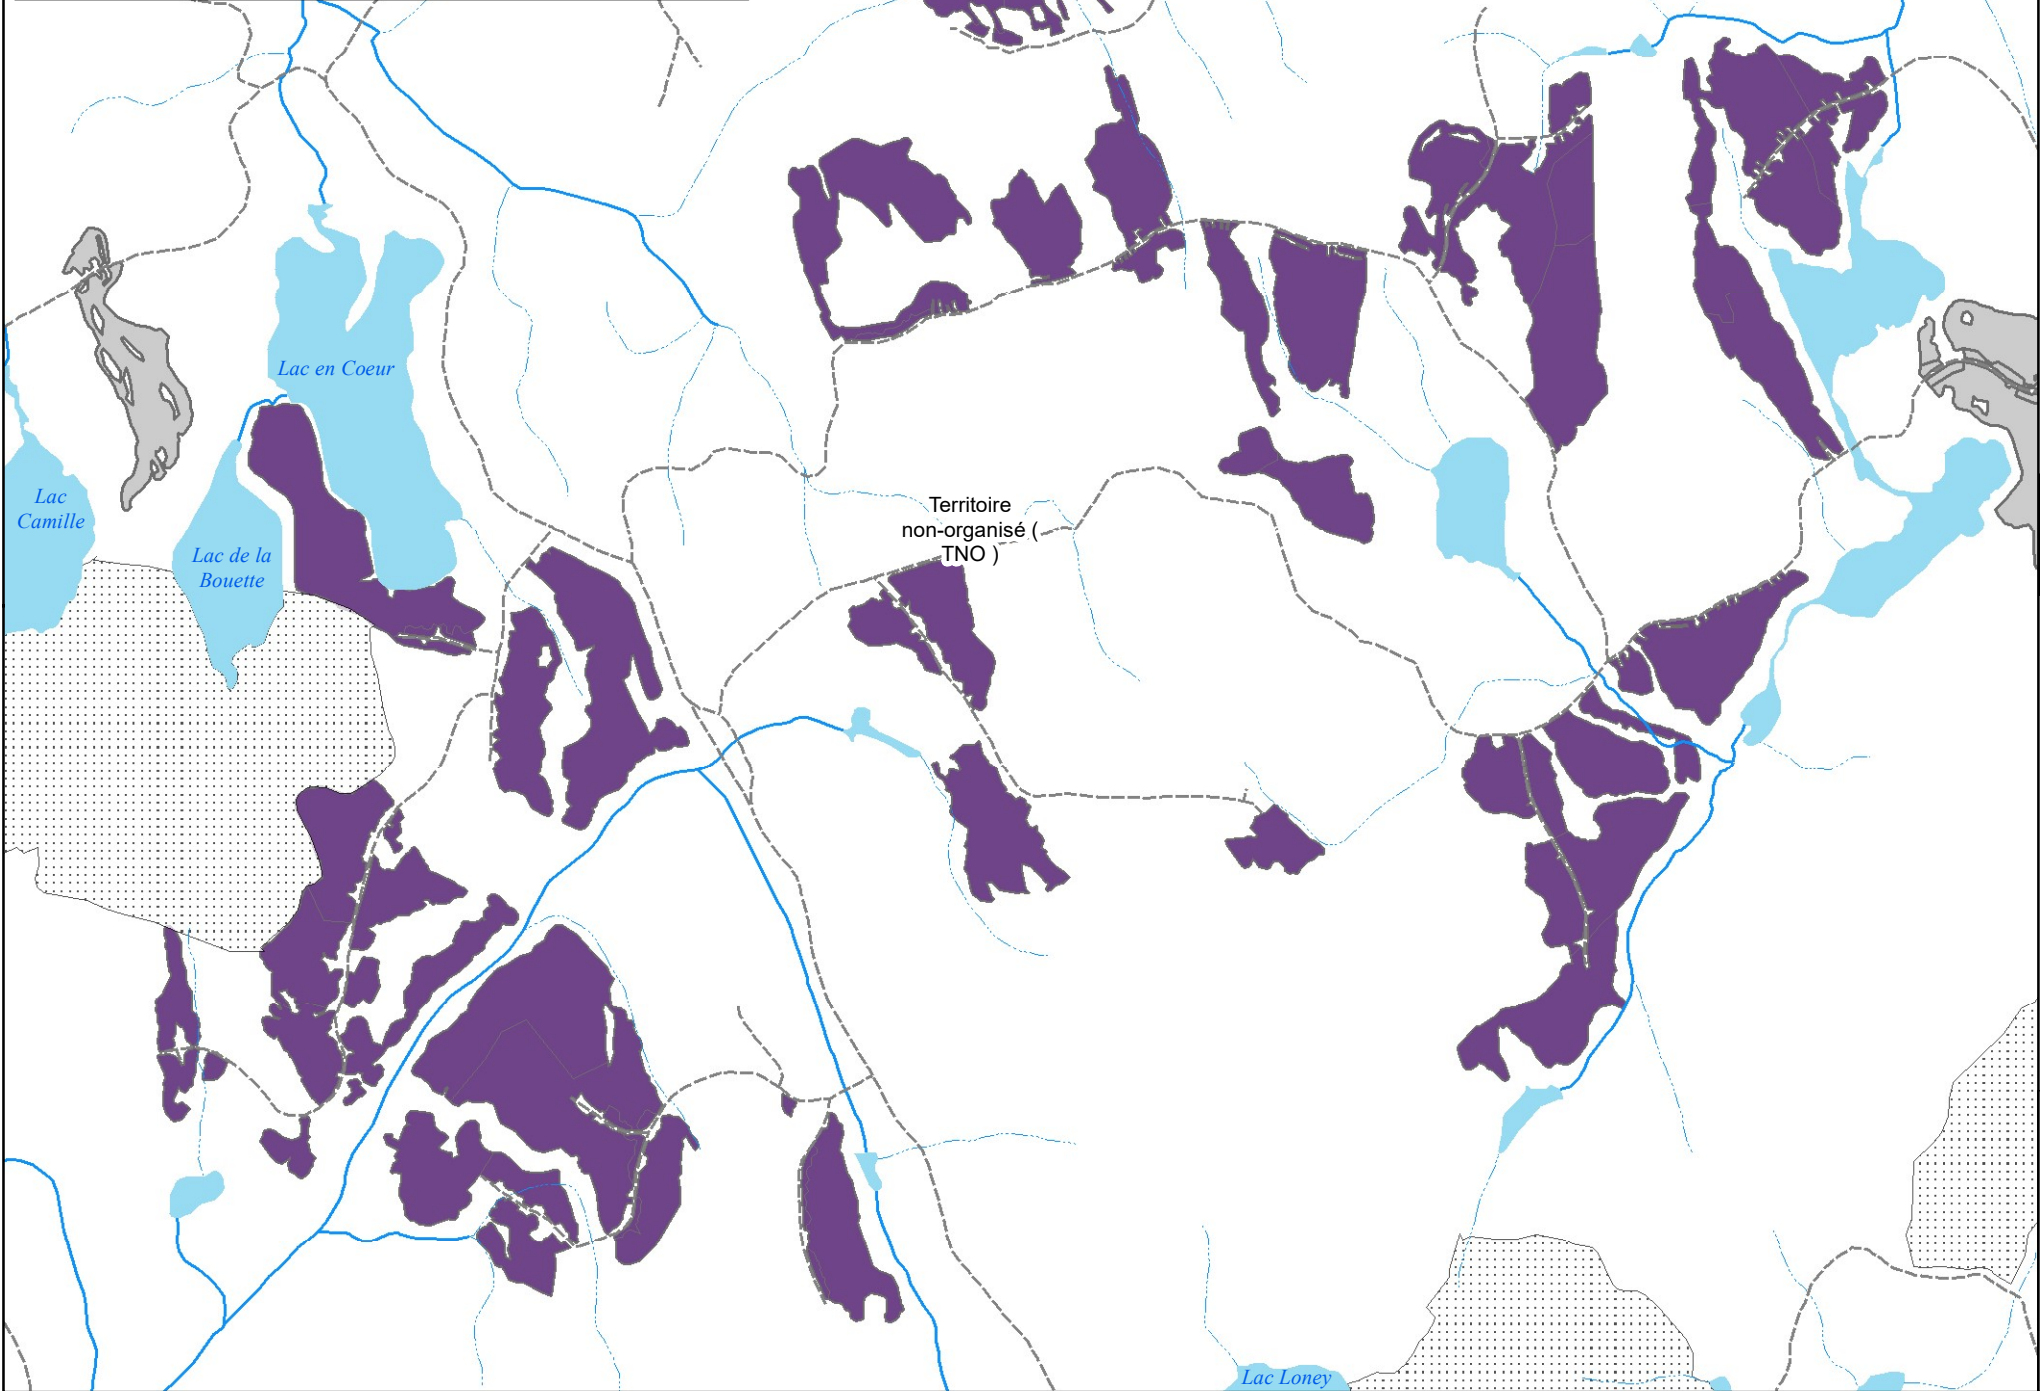 Lac en Coeur
Lac
Camille
Lac de la
Bouette
Territoire
non-organisé (
TNO )
Lac Loney